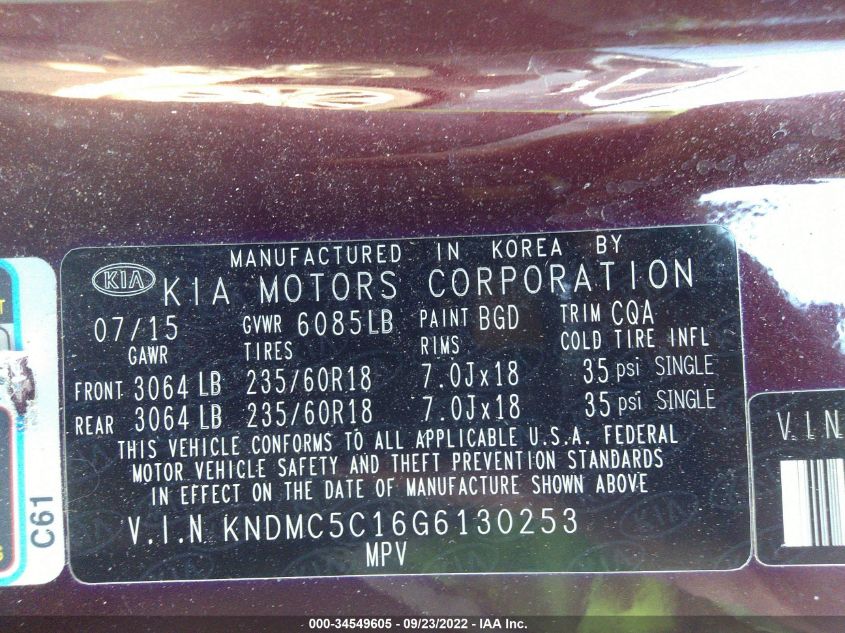 MANUFACTURED IN KOREA BY
KIA KIA MOTORS CORPORATION
07/15 GVWR 6085LB PAINT BGD TRIM CQA
GAWR TIRES RIMS COLD TIRE INFL
FRONT 3064 LB 235/60R18 7.0Jx18 35 psi SINGLE
REAR 3064 LB 235/60R18 7.0Jx18 35 psi SINGLE
THIS VEHICLE CONFORMS TO ALL APPLICABLE U.S.A. FEDERAL
MOTOR VEHICLE SAFETY AND THEFT PREVENTION STANDARDS
IN EFFECT ON THE DATE OF MANUFACTURE SHOWN ABOVE
V.I.N KNDMC5C16G6130253
MPV
C61
V.I.N
000-34549605 - 09/23/2022 - IAA Inc.